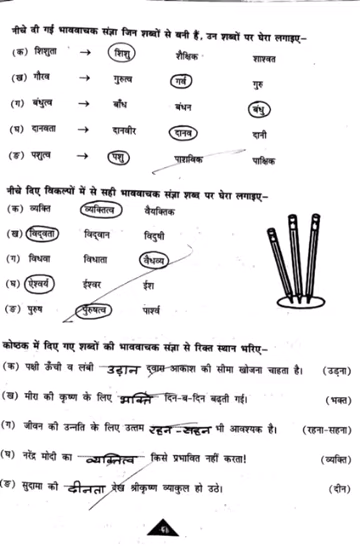 नीचे दी गई भाववाचक संज्ञा जिन शब्दों से बनी हैं, उन शब्दों पर घेरा लगाइए–
(क) शिशुता → शिशु शैक्षिक शाश्वत
(ख) गौरव → गुरुत्व गर्व गुरु
(ग) बंधुत्व → बाँध बंधन बंधु
(घ) दानवता → दानवीर दानव दानी
(ङ) पशुत्व → पशु पाशविक पाक्षिक
नीचे दिए विकल्पों में से सही भाववाचक संज्ञा शब्द पर घेरा लगाइए–
(क) व्यक्ति व्यक्तित्व वैयक्तिक
(ख) विद्वता विद्वान विदुषी
(ग) विधवा विधाता वैधव्य
(घ) ऐश्वर्य ईश्वर ईश
(ङ) पुरुष पुरुषत्व पार्श्व
कोष्ठक में दिए गए शब्दों की भाववाचक संज्ञा से रिक्त स्थान भरिए–
(क) पक्षी ऊँची व लंबी उड़ान द्वारा आकाश की सीमा खोजना चाहता है। (उड़ना)
(ख) मीरा की कृष्ण के लिए भक्ति दिन-ब-दिन बढ़ती गई। (भक्त)
(ग) जीवन की उन्नति के लिए उत्तम रहन-सहन भी आवश्यक है। (रहना-सहना)
(घ) नरेंद्र मोदी का व्यक्तित्व किसे प्रभावित नहीं करता! (व्यक्ति)
(ङ) सुदामा की दीनता देख श्रीकृष्ण व्याकुल हो उठे। (दीन)